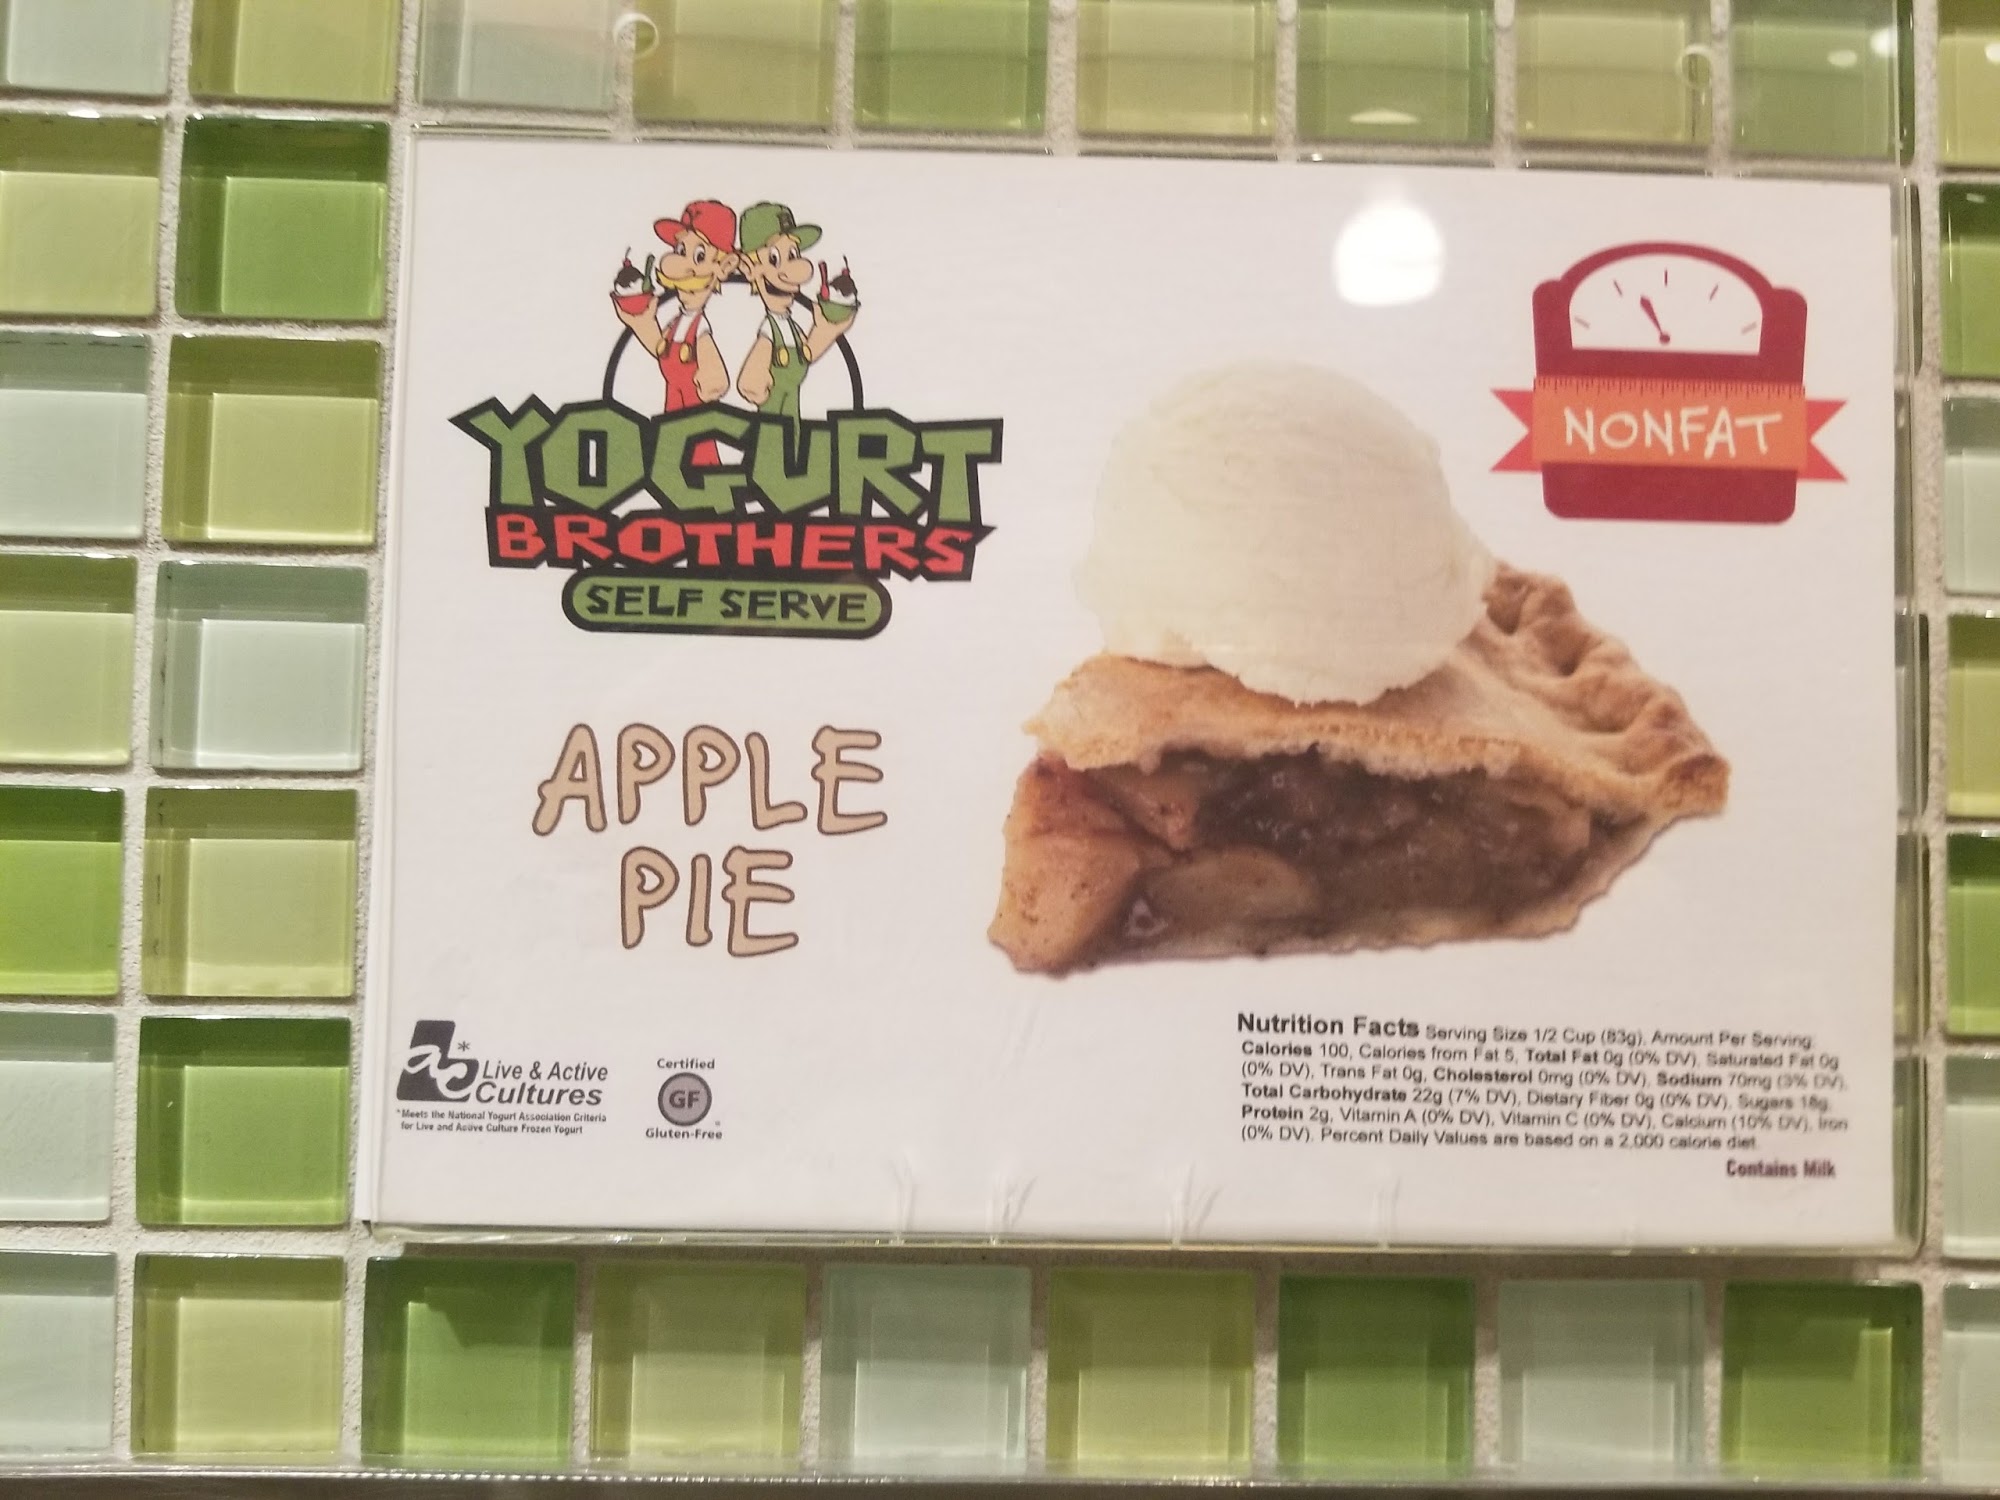 YOGURT
BROTHERS
SELF SERVE
NONFAT
APPLE
PIE
ac* Live & Active
Cultures
*Meets the National Yogurt Association Criteria
for Live and Active Culture Frozen Yogurt
Certified
GF
Gluten-Free
Nutrition Facts Serving Size 1/2 Cup (83g), Amount Per Serving:
Calories 100, Calories from Fat 5, Total Fat 0g (0% DV), Saturated Fat 0g
(0% DV), Trans Fat 0g, Cholesterol 0mg (0% DV), Sodium 70mg (3% DV),
Total Carbohydrate 22g (7% DV), Dietary Fiber 0g (0% DV), Sugars 18g,
Protein 2g, Vitamin A (0% DV), Vitamin C (0% DV), Calcium (10% DV), Iron
(0% DV). Percent Daily Values are based on a 2,000 calorie diet.
Contains Milk